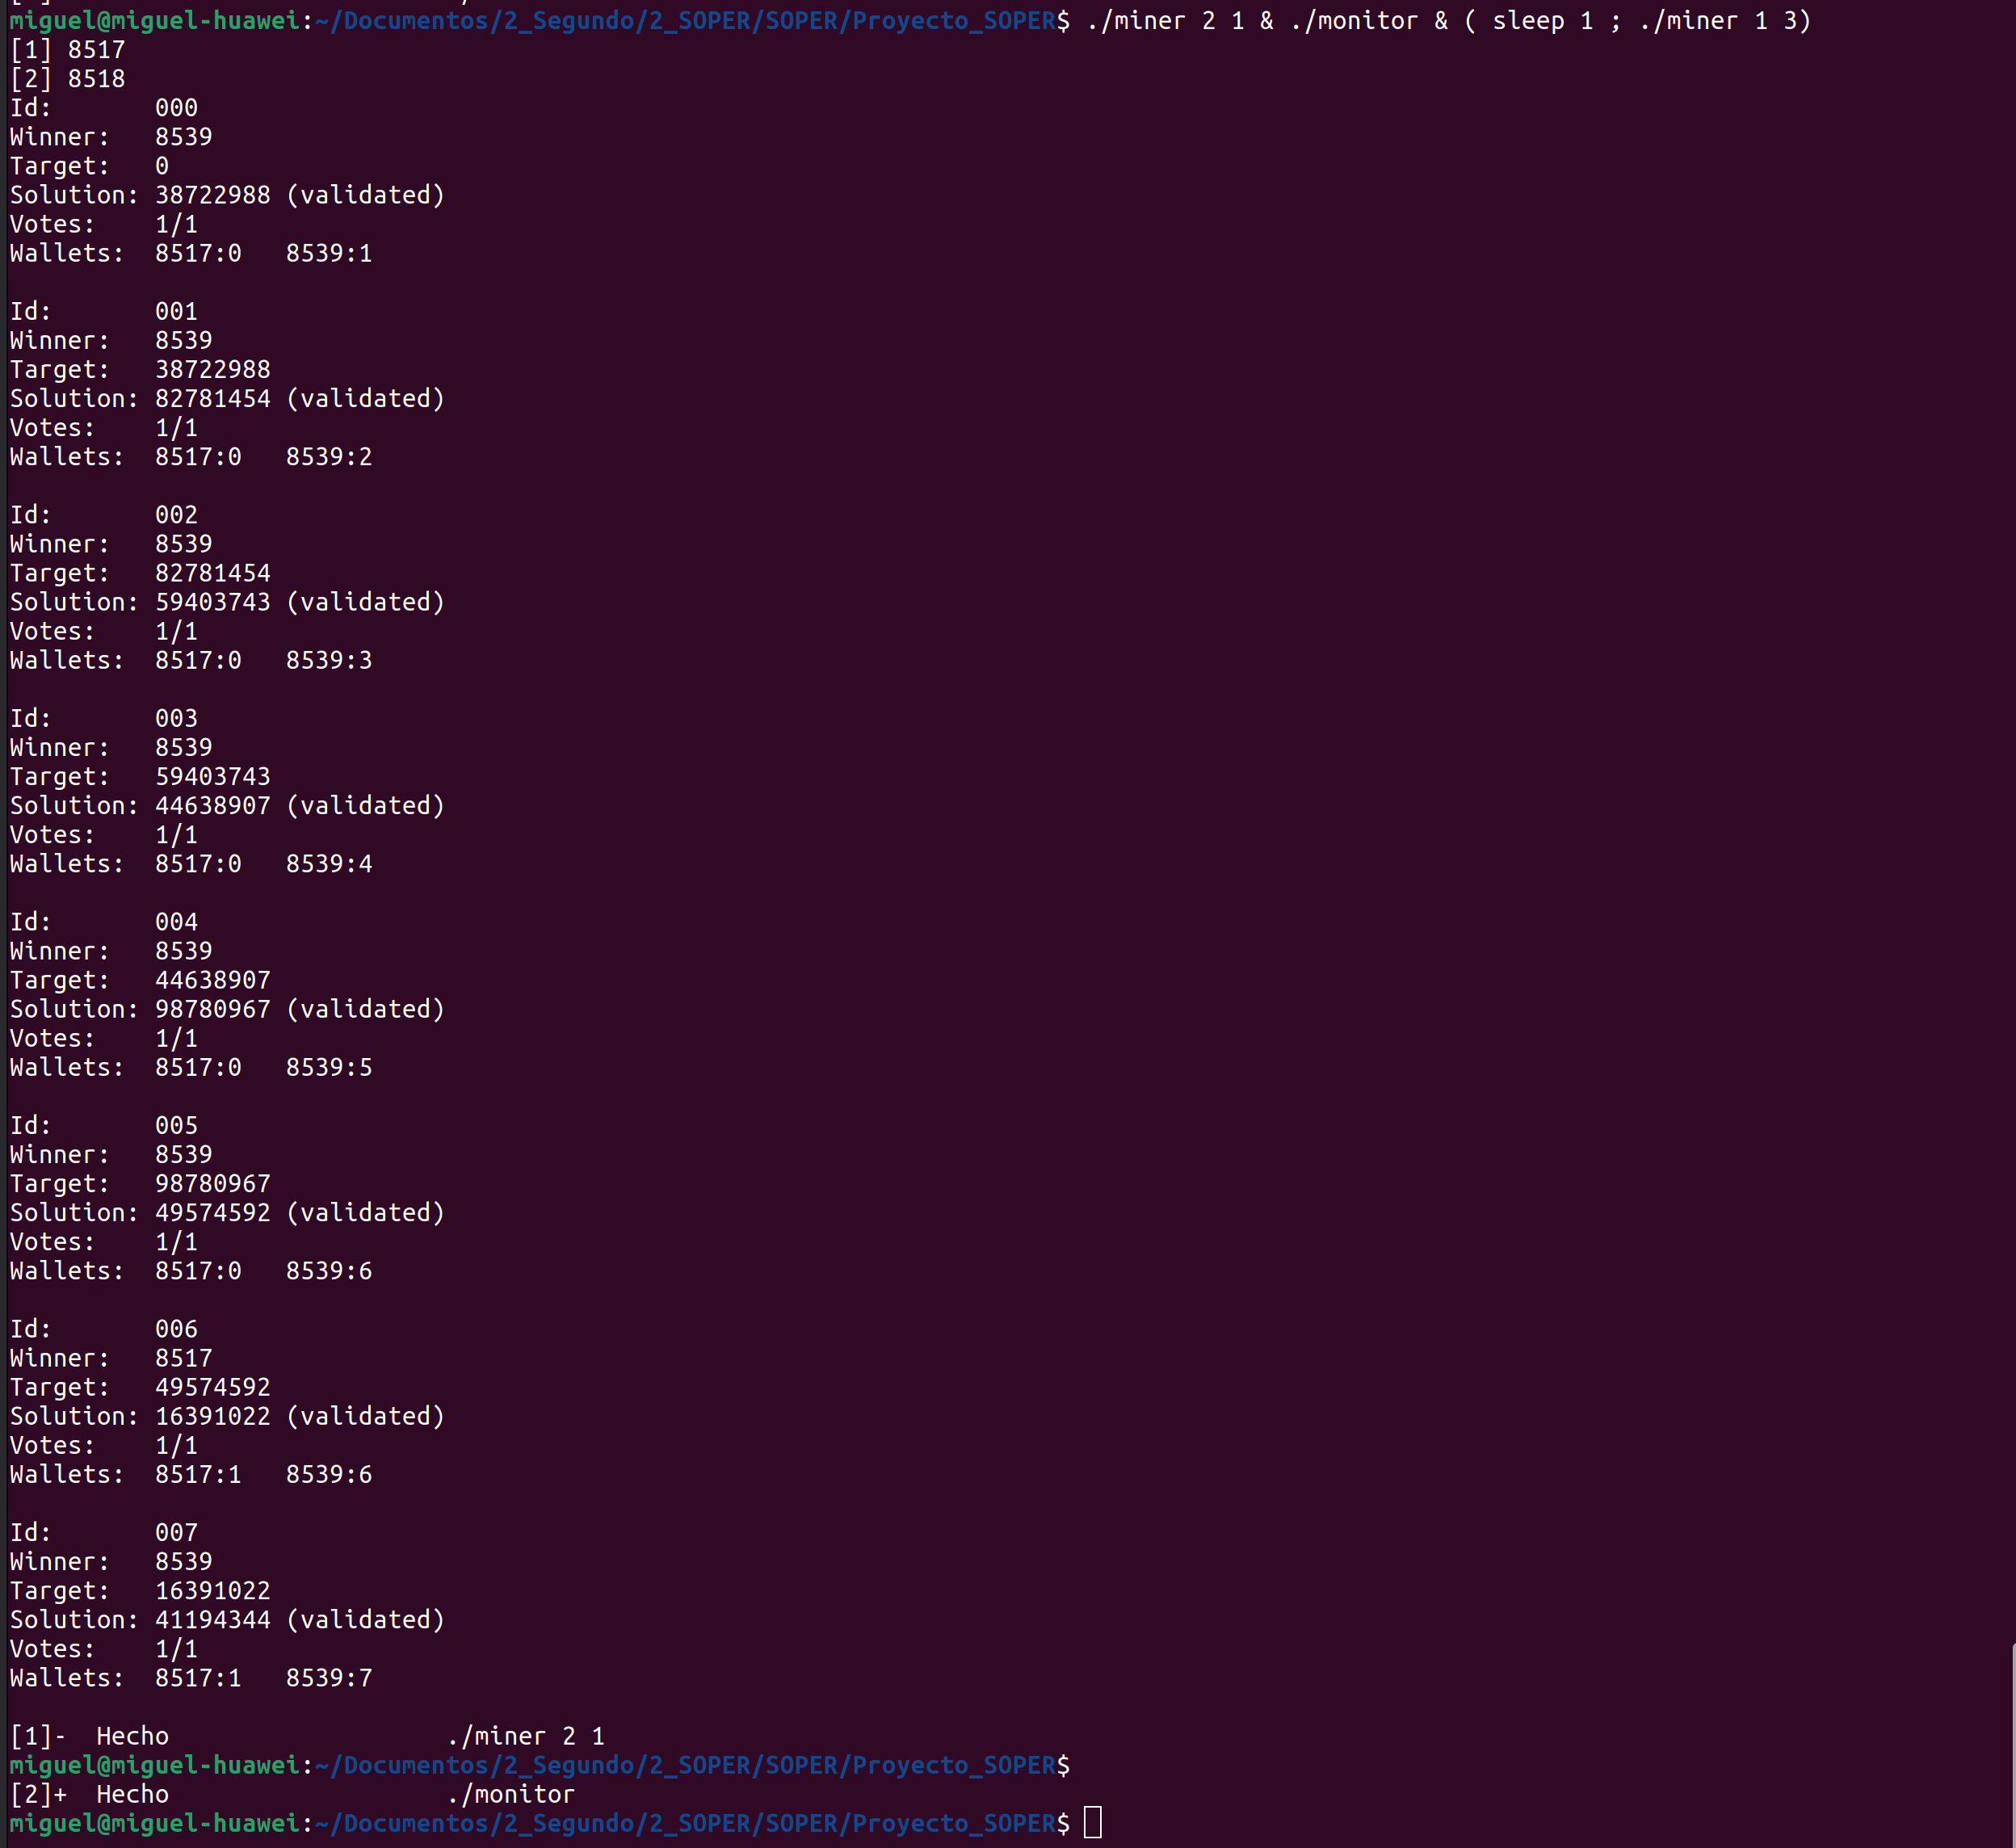 miguel@miguel-huawei:~/Documentos/2_Segundo/2_SOPER/SOPER/Proyecto_SOPER$ ./miner 2 1 & ./monitor & ( sleep 1 ; ./miner 1 3)
[1] 8517
[2] 8518
Id:       000
Winner:   8539
Target:   0
Solution: 38722988 (validated)
Votes:    1/1
Wallets:  8517:0   8539:1

Id:       001
Winner:   8539
Target:   38722988
Solution: 82781454 (validated)
Votes:    1/1
Wallets:  8517:0   8539:2

Id:       002
Winner:   8539
Target:   82781454
Solution: 59403743 (validated)
Votes:    1/1
Wallets:  8517:0   8539:3

Id:       003
Winner:   8539
Target:   59403743
Solution: 44638907 (validated)
Votes:    1/1
Wallets:  8517:0   8539:4

Id:       004
Winner:   8539
Target:   44638907
Solution: 98780967 (validated)
Votes:    1/1
Wallets:  8517:0   8539:5

Id:       005
Winner:   8539
Target:   98780967
Solution: 49574592 (validated)
Votes:    1/1
Wallets:  8517:0   8539:6

Id:       006
Winner:   8517
Target:   49574592
Solution: 16391022 (validated)
Votes:    1/1
Wallets:  8517:1   8539:6

Id:       007
Winner:   8539
Target:   16391022
Solution: 41194344 (validated)
Votes:    1/1
Wallets:  8517:1   8539:7

[1]-  Hecho                   ./miner 2 1
miguel@miguel-huawei:~/Documentos/2_Segundo/2_SOPER/SOPER/Proyecto_SOPER$
[2]+  Hecho                   ./monitor
miguel@miguel-huawei:~/Documentos/2_Segundo/2_SOPER/SOPER/Proyecto_SOPER$